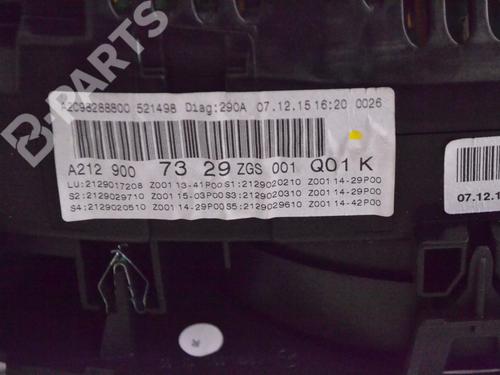 B-PARTS
A2C98288800 521498 Diag:290A 07.12.15 16:20 0026
A212 900 73 29 ZGS 001 Q01 K
LU:2129017208 Z001 13-41P00 S1:2129020210 Z001 14-29P00
S2:2129029710 Z001 15-03P00 S3:2129020310 Z001 14-29P00
S4:2129020510 Z001 14-29P00 S5:2129029610 Z001 14-42P00
07.12.1
R